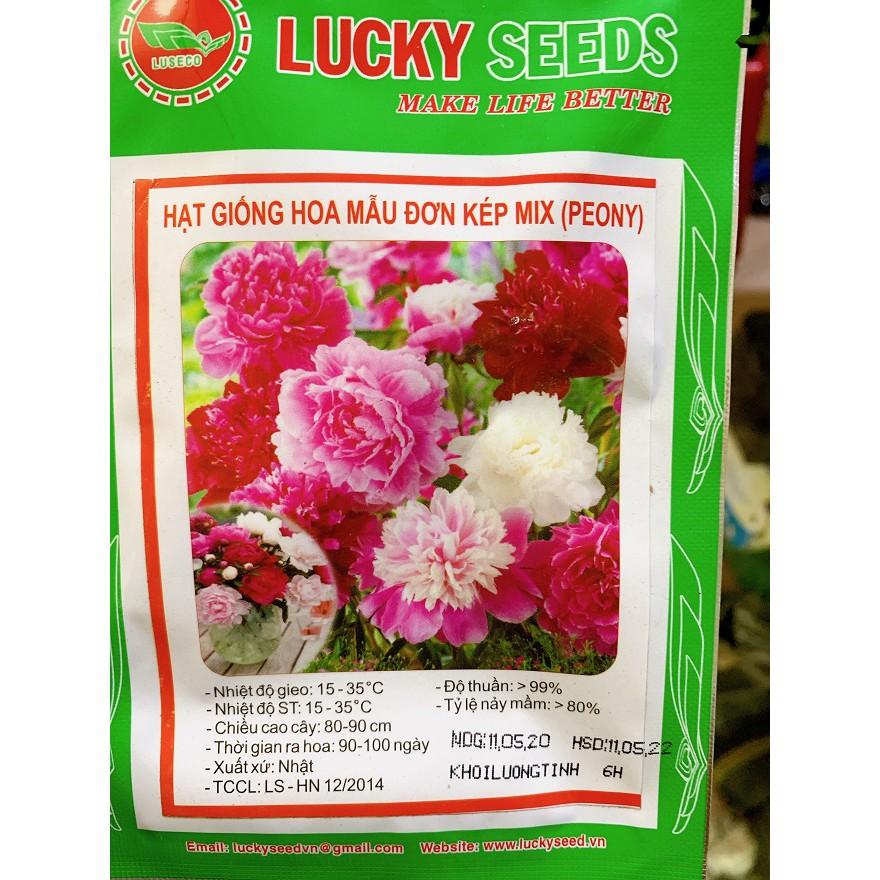 LUSECO
LUCKY SEEDS
MAKE LIFE BETTER
HẠT GIỐNG HOA MẪU ĐƠN KÉP MIX (PEONY)
- Nhiệt độ gieo: 15 - 35°C
- Nhiệt độ ST: 15 - 35°C
- Chiều cao cây: 80-90 cm
- Thời gian ra hoa: 90-100 ngày
- Xuất xứ: Nhật
- TCCL: LS - HN 12/2014
- Độ thuần: > 99%
- Tỷ lệ nảy mầm: > 80%
NDG:11,05,20 HSD:11,05,22
KHOILUONGTINH 6H
Email: luckyseedvn@gmail.com Website: www.luckyseed.vn